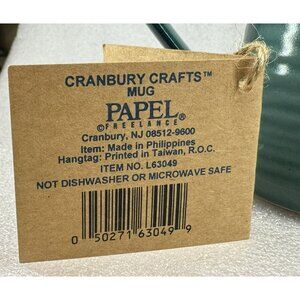 CRANBURY CRAFTS™
MUG
PAPEL®
®FREELANCE
Cranbury, NJ 08512-9600
Item: Made in Philippines
Hangtag: Printed in Taiwan, R.O.C.
ITEM NO. L63049
NOT DISHWASHER OR MICROWAVE SAFE
0 50271 63049 9